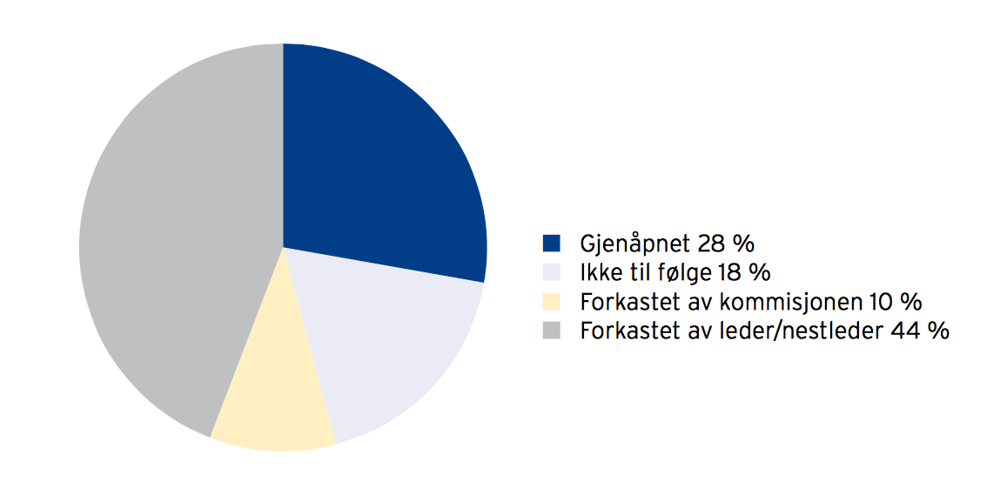 Gjenåpnet 28 %
Ikke til følge 18 %
Forkastet av kommisjonen 10 %
Forkastet av leder/nestleder 44 %